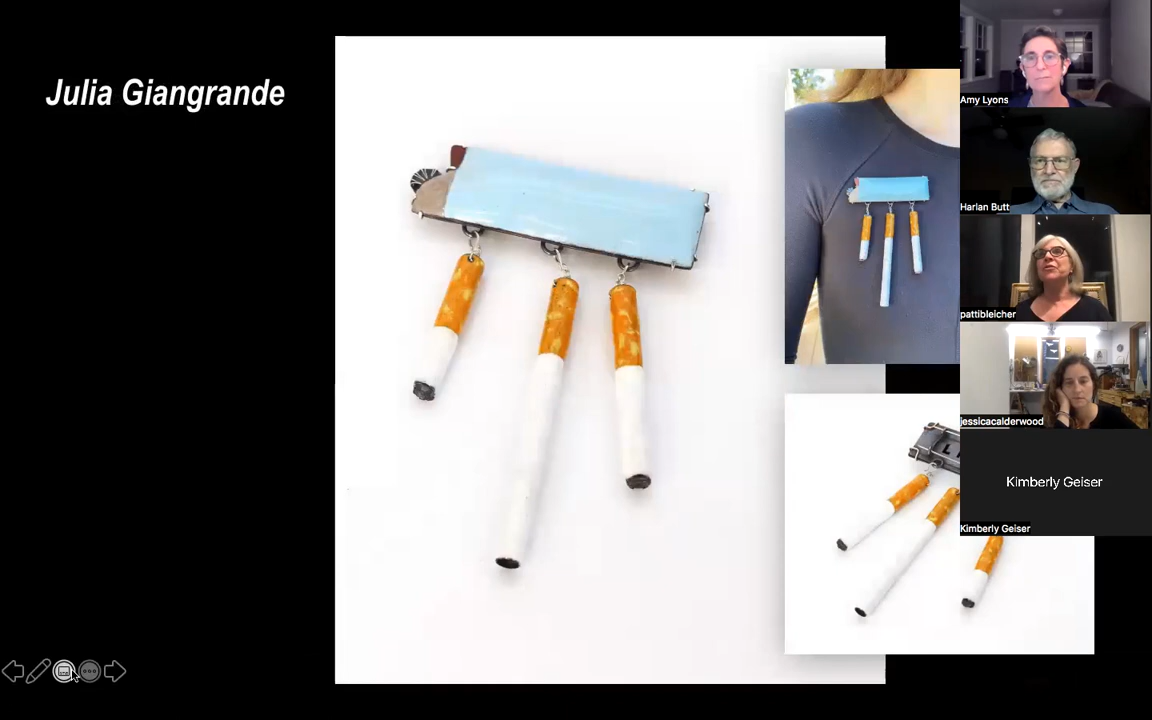 Julia Giangrande
Amy Lyons
Harlan Butt
pattibleicher
jessicacalderwood
Kimberly Geiser
Kimberly Geiser